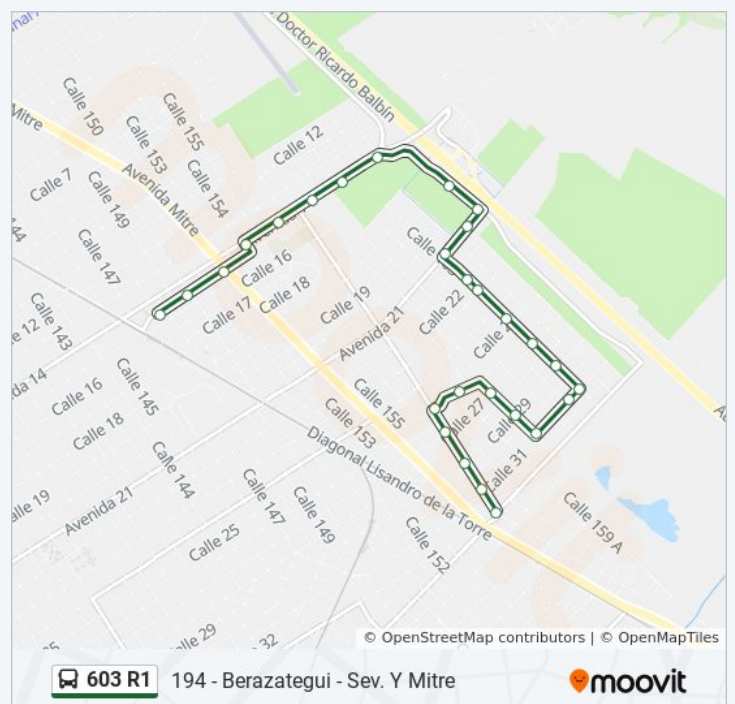 Doctor Ricardo Balbín
Calle 150
Calle 155
Mitre
Calle 12
Calle 153
Calle 7
Avenida Mitre
Calle 154
Calle 149
144
Calle 147
Calle 16
Calle 18
Calle 17
Calle 19
Calle 22
Avenida 21
Calle 143
e 12
da 14
Calle 145
Calle 16
Calle 155
Calle 27
Calle 29
Calle 18
Calle 153
Diagonal Lisandro de la Torre
Calle 31
Calle 144
Calle 147
Calle 149
Calle 159 A
alle 19
Avenida 21
Calle 25
Calle 152
Calle 29
32
© OpenStreetMap contributors | © OpenMapTiles
603 R1 194 - Berazategui - Sev. Y Mitre
moovit